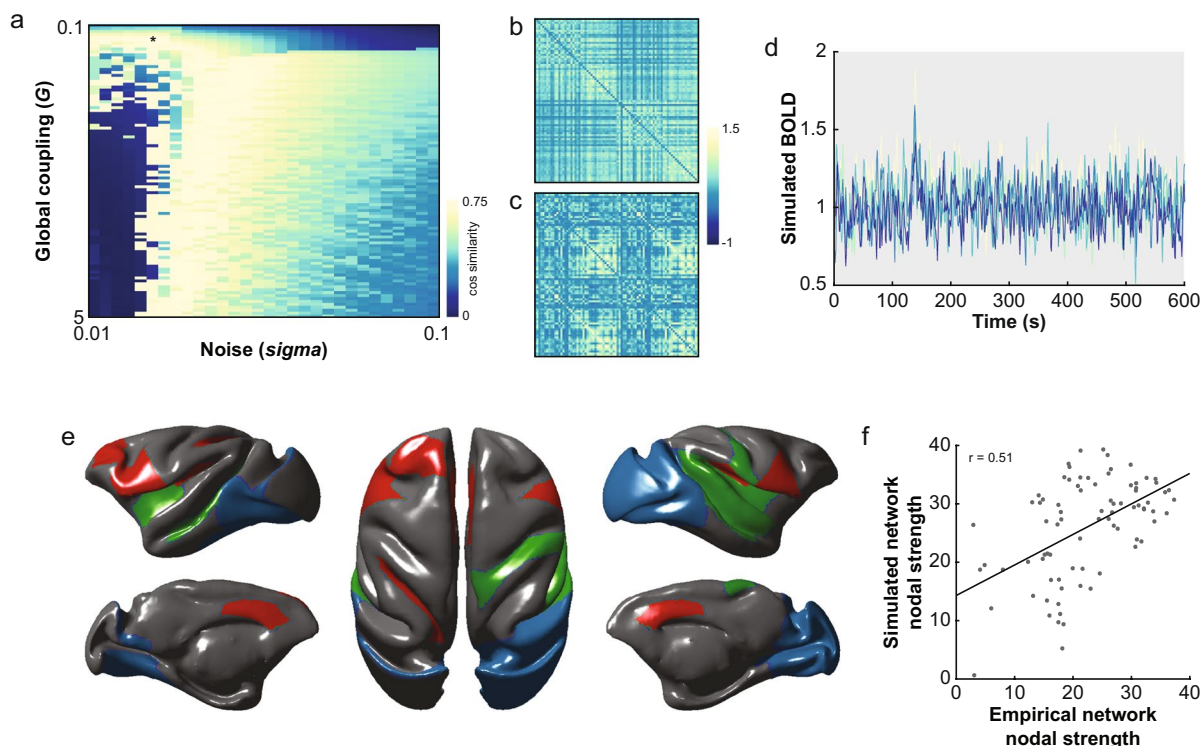 a
0.1
*
Global coupling (G)
5
0.01
0.1
Noise (sigma)
0.75
0
cos similarity
b
c
1.5
-1
d
2
1.5
1
0.5
Simulated BOLD
0 100 200 300 400 500 600
Time (s)
e
f
40
30
20
10
0
r = 0.51
Simulated network
nodal strength
0 10 20 30 40
Empirical network
nodal strength